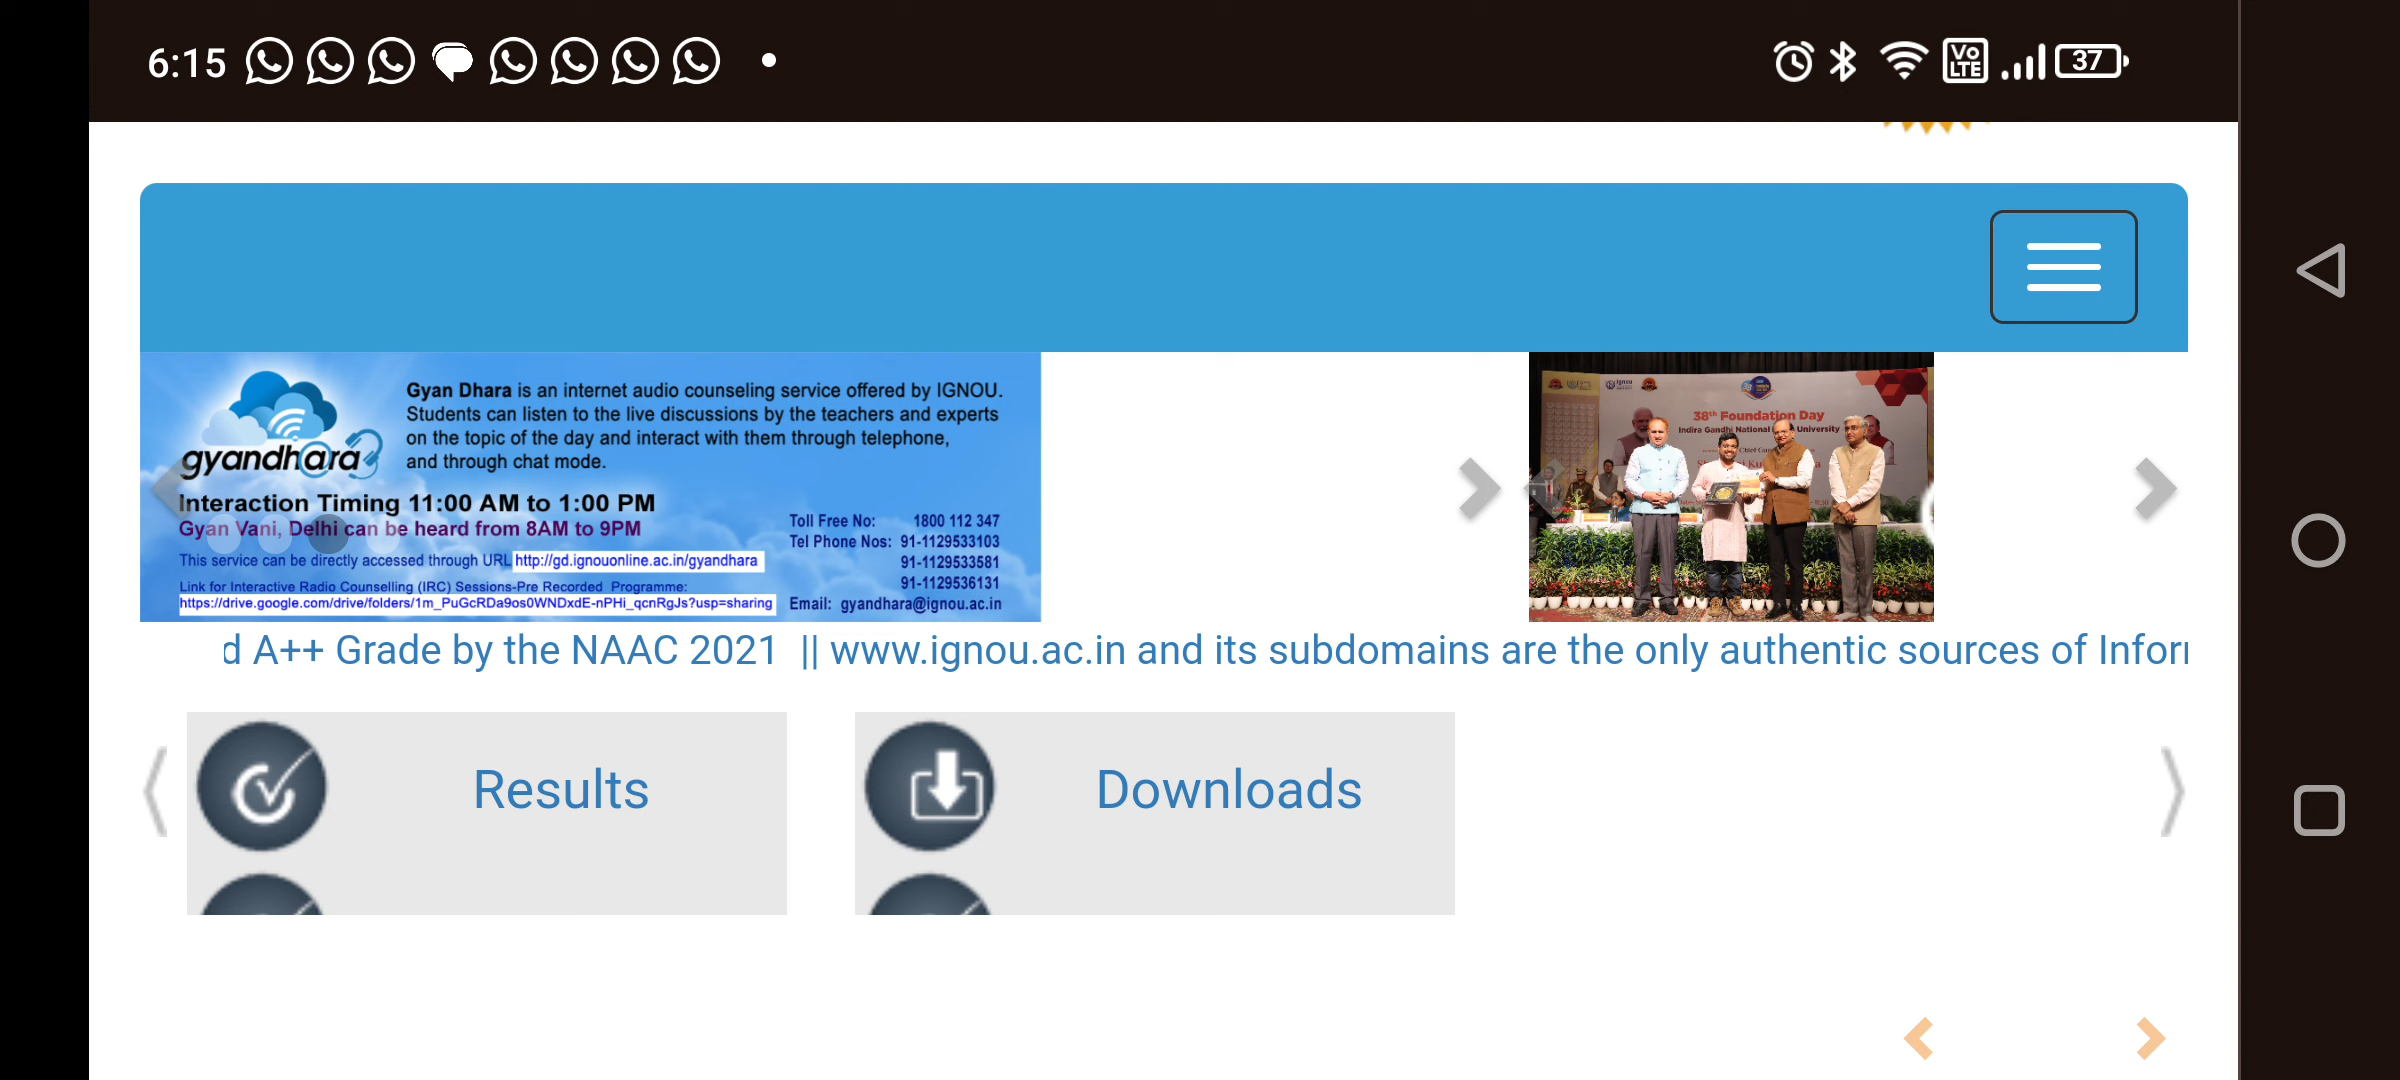 6:15
Vo LTE
37
Gyan Dhara is an internet audio counseling service offered by IGNOU.
Students can listen to the live discussions by the teachers and experts
on the topic of the day and interact with them through telephone,
and through chat mode.
gyandh@ra
Interaction Timing 11:00 AM to 1:00 PM
Gyan Vani, Delhi can be heard from 8AM to 9PM
This service can be directly accessed through URL http://gd.ignouonline.ac.in/gyandhara
Link for Interactive Radio Counselling (IRC) Sessions-Pre Recorded Programme:
https://drive.google.com/drive/folders/1m_PuGcRDa9os0WNDxdE-nPHi_qcnRgJs?usp=sharing
Toll Free No: 1800 112 347
Tel Phone Nos: 91-1129533103
91-1129533581
91-1129536131
Email: gyandhara@ignou.ac.in
38th Foundation Day
Indira Gandhi National University
Chief
d A++ Grade by the NAAC 2021 || www.ignou.ac.in and its subdomains are the only authentic sources of Infor
Results
Downloads